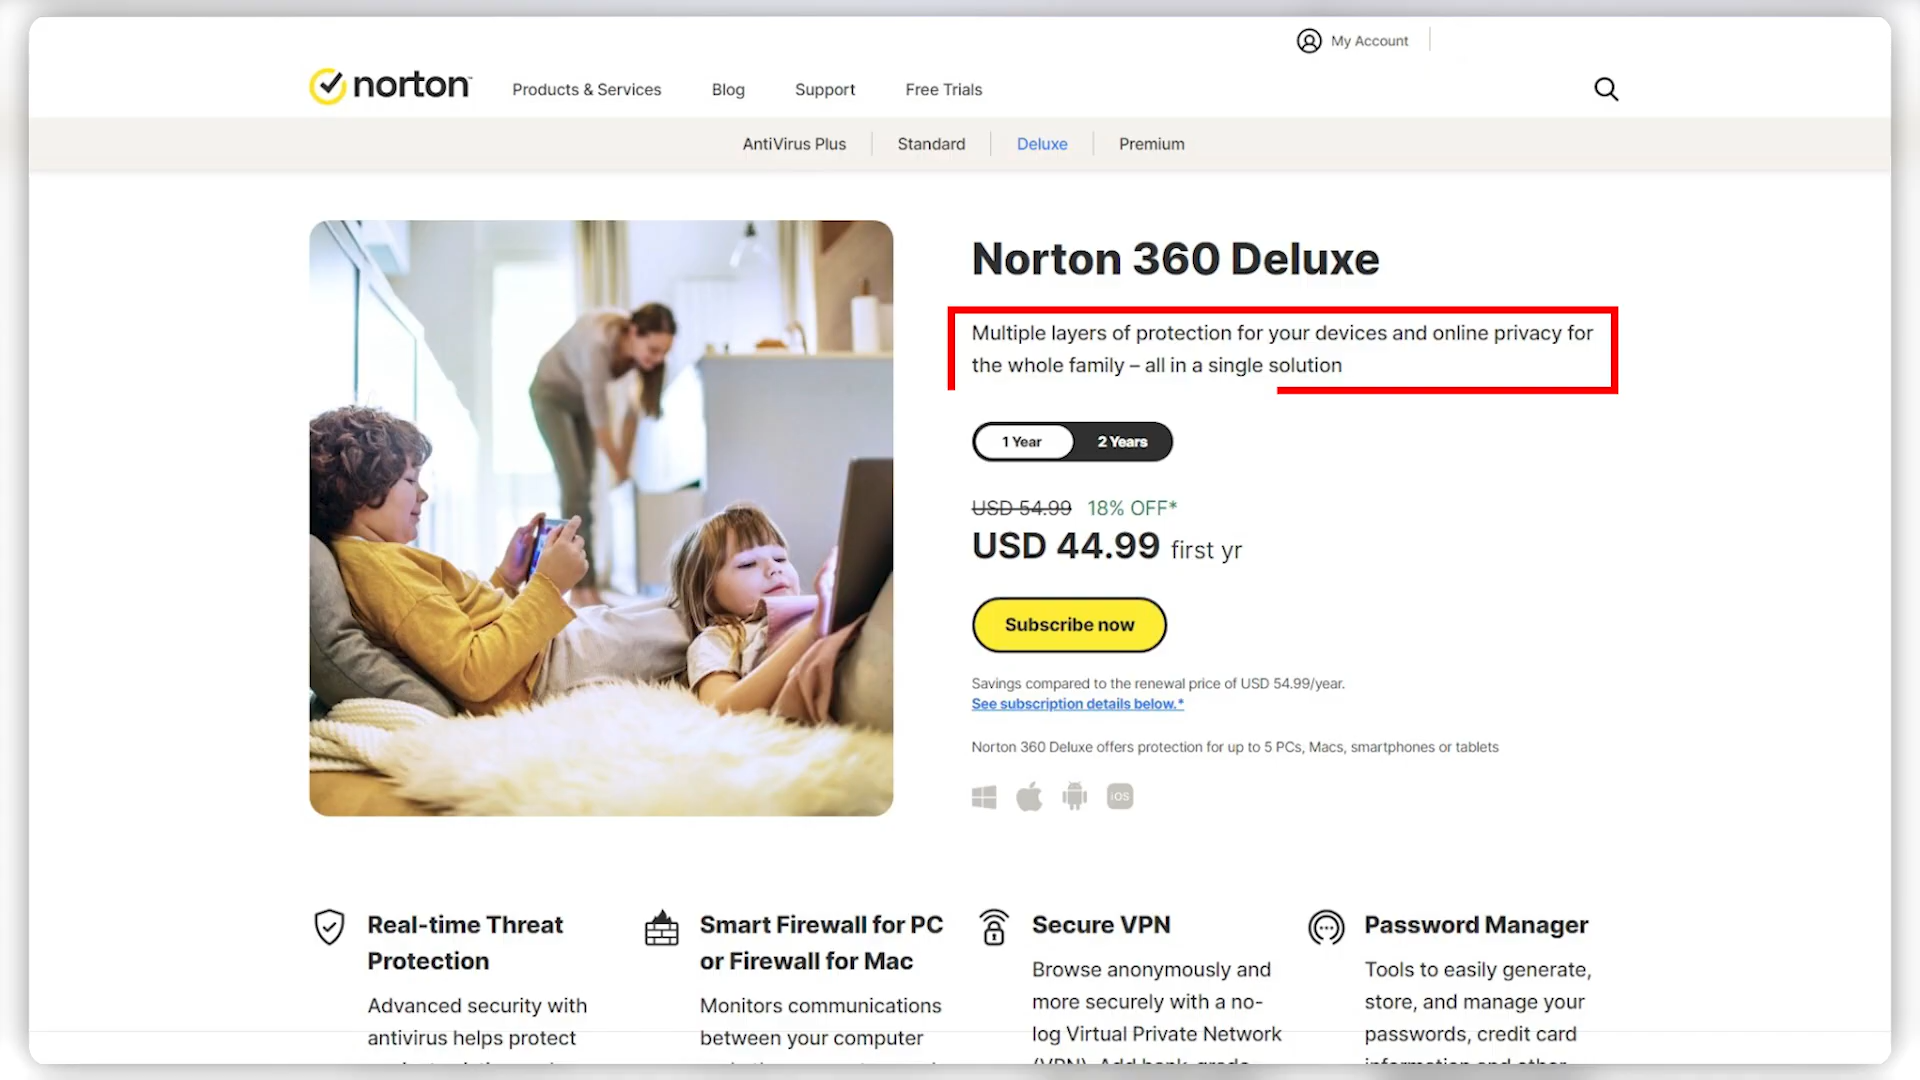 My Account
norton
Products & Services
Blog
Support
Free Trials
AntiVirus Plus
Standard
Deluxe
Premium
Norton 360 Deluxe
Multiple layers of protection for your devices and online privacy for
the whole family – all in a single solution
1 Year
2 Years
USD 54.99 18% OFF*
USD 44.99 first yr
Subscribe now
Savings compared to the renewal price of USD 54.99/year.
See subscription details below.*
Norton 360 Deluxe offers protection for up to 5 PCs, Macs, smartphones or tablets
iOS
Real-time Threat
Protection
Advanced security with
antivirus helps protect
Smart Firewall for PC
or Firewall for Mac
Monitors communications
between your computer
Secure VPN
Browse anonymously and
more securely with a no-
log Virtual Private Network
Password Manager
Tools to easily generate,
store, and manage your
passwords, credit card